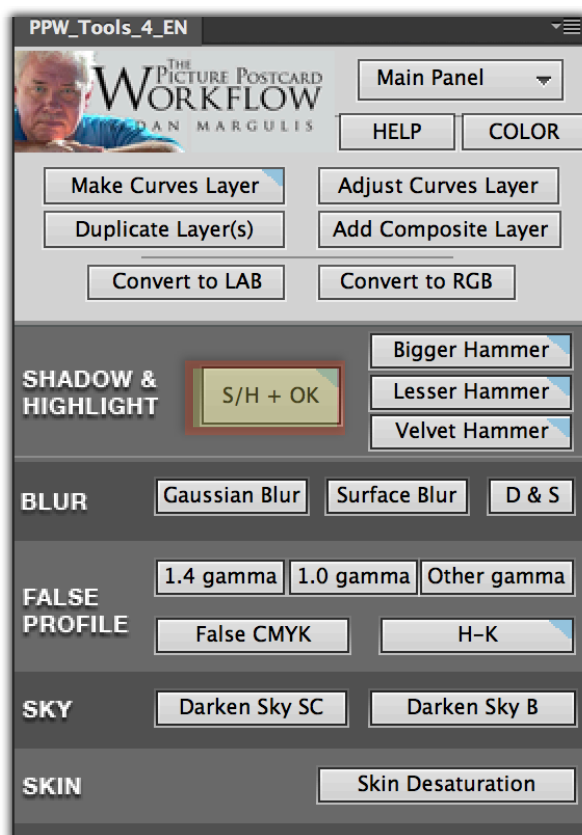 PPW_Tools_4_EN
THE
PICTURE POSTCARD
WORKFLOW
DAN MARGULIS
Main Panel
HELP
COLOR
Make Curves Layer
Adjust Curves Layer
Duplicate Layer(s)
Add Composite Layer
Convert to LAB
Convert to RGB
SHADOW &
HIGHLIGHT
S/H + OK
Bigger Hammer
Lesser Hammer
Velvet Hammer
BLUR
Gaussian Blur
Surface Blur
D & S
FALSE
PROFILE
1.4 gamma
1.0 gamma
Other gamma
False CMYK
H-K
SKY
Darken Sky SC
Darken Sky B
SKIN
Skin Desaturation